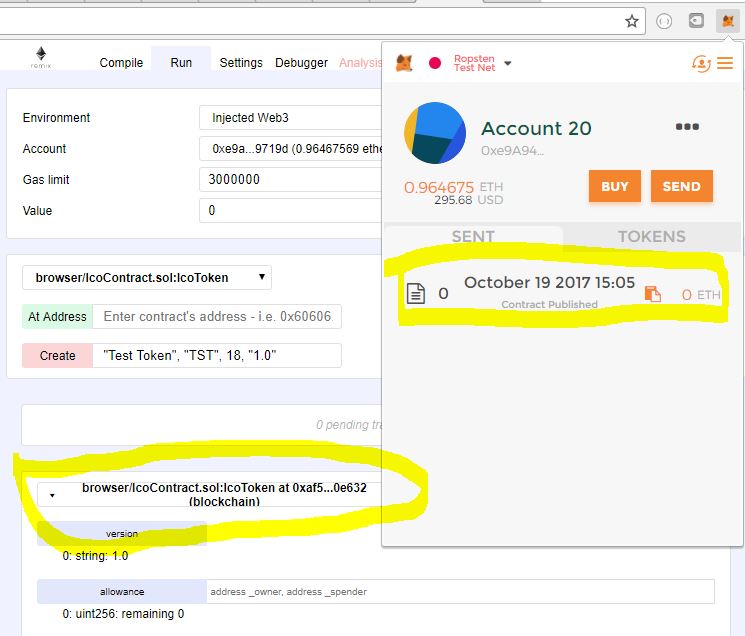 remix
Compile
Run
Settings
Debugger
Analysis
Environment
Injected Web3
Account
0xe9a...9719d (0.96467569 ethe
Gas limit
3000000
Value
0
browser/IcoContract.sol:IcoToken
At Address
Enter contract's address - i.e. 0x60606
Create
"Test Token", "TST", 18, "1.0"
0 pending tra
browser/IcoContract.sol:IcoToken at 0xaf5...0e632
(blockchain)
version
0: string: 1.0
allowance
address _owner, address _spender
0: uint256: remaining 0
Ropsten
Test Net
Account 20
0xe9A94...
0.964675 ETH
295.68 USD
BUY
SEND
SENT
TOKENS
0
October 19 2017 15:05
Contract Published
0 ETH